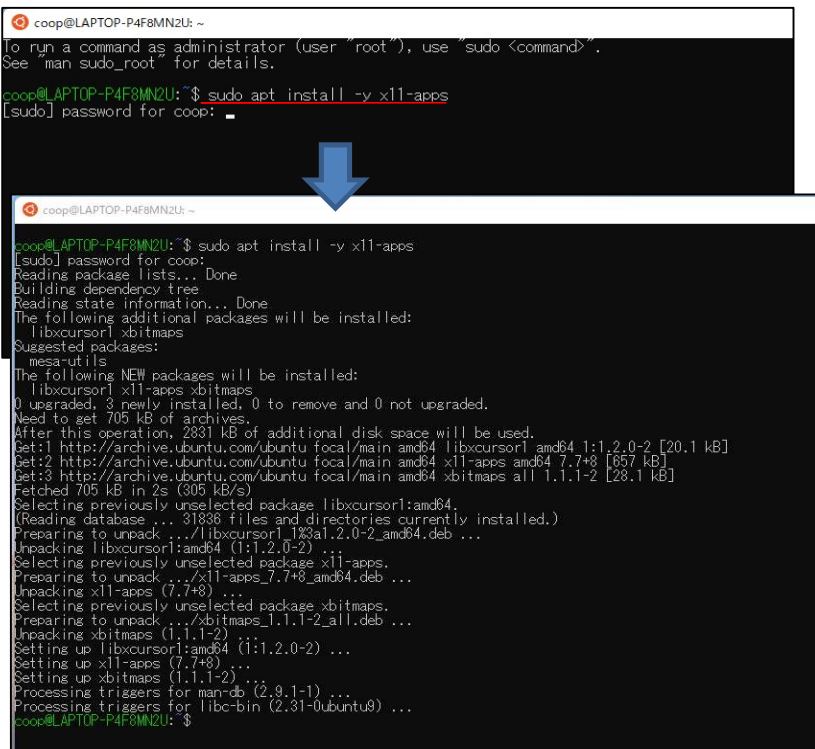 coop@LAPTOP-P4F8MN2U: ~
To run a command as administrator (user "root"), use "sudo <command>".
See "man sudo_root" for details.
coop@LAPTOP-P4F8MN2U:~$ sudo apt install -y x11-apps
[sudo] password for coop:
coop@LAPTOP-P4F8MN2U: ~
coop@LAPTOP-P4F8MN2U:~$ sudo apt install -y x11-apps
[sudo] password for coop:
Reading package lists... Done
Building dependency tree
Reading state information... Done
The following additional packages will be installed:
  libxcursor1 xbitmaps
Suggested packages:
  mesa-utils
The following NEW packages will be installed:
  libxcursor1 x11-apps xbitmaps
0 upgraded, 3 newly installed, 0 to remove and 0 not upgraded.
Need to get 705 kB of archives.
After this operation, 2831 kB of additional disk space will be used.
Get:1 http://archive.ubuntu.com/ubuntu focal/main amd64 libxcursor1 amd64 1:1.2.0-2 [20.1 kB]
Get:2 http://archive.ubuntu.com/ubuntu focal/main amd64 x11-apps amd64 7.7+8 [657 kB]
Get:3 http://archive.ubuntu.com/ubuntu focal/main amd64 xbitmaps all 1.1.1-2 [28.1 kB]
Fetched 705 kB in 2s (305 kB/s)
Selecting previously unselected package libxcursor1:amd64.
(Reading database ... 31836 files and directories currently installed.)
Preparing to unpack .../libxcursor1_1%3a1.2.0-2_amd64.deb ...
Unpacking libxcursor1:amd64 (1:1.2.0-2) ...
Selecting previously unselected package x11-apps.
Preparing to unpack .../x11-apps_7.7+8_amd64.deb ...
Unpacking x11-apps (7.7+8) ...
Selecting previously unselected package xbitmaps.
Preparing to unpack .../xbitmaps_1.1.1-2_all.deb ...
Unpacking xbitmaps (1.1.1-2) ...
Setting up libxcursor1:amd64 (1:1.2.0-2) ...
Setting up x11-apps (7.7+8) ...
Setting up xbitmaps (1.1.1-2) ...
Processing triggers for man-db (2.9.1-1) ...
Processing triggers for libc-bin (2.31-0ubuntu9) ...
coop@LAPTOP-P4F8MN2U:~$